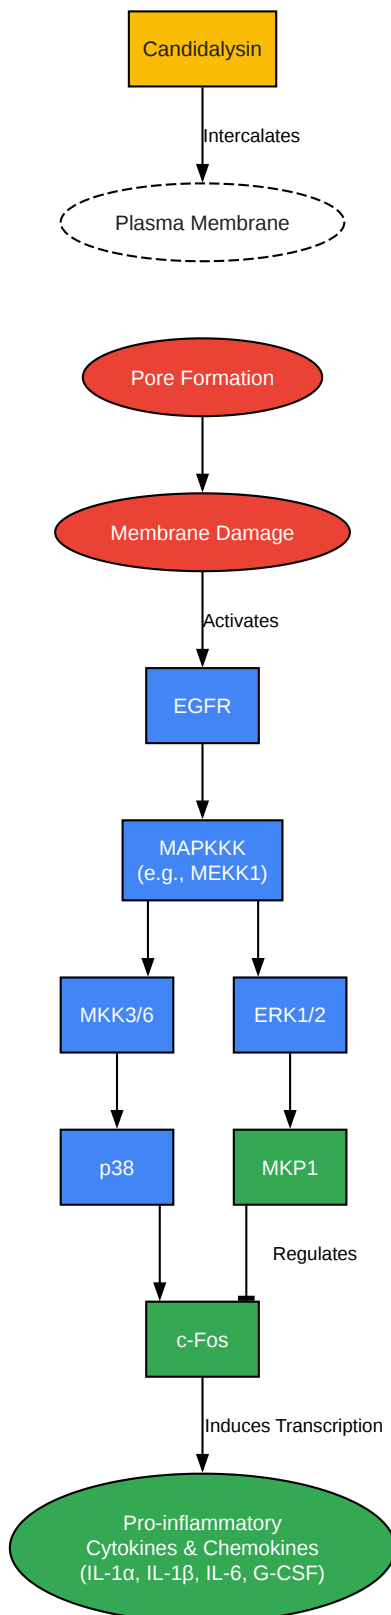 Candidalysin
Intercalates
Plasma Membrane
Pore Formation
Membrane Damage
Activates
EGFR
MAPKKK
(e.g., MEKK1)
MKK3/6
ERK1/2
p38
MKP1
Regulates
c-Fos
Induces Transcription
Pro-inflammatory
Cytokines & Chemokines
(IL-1α, IL-1β, IL-6, G-CSF)